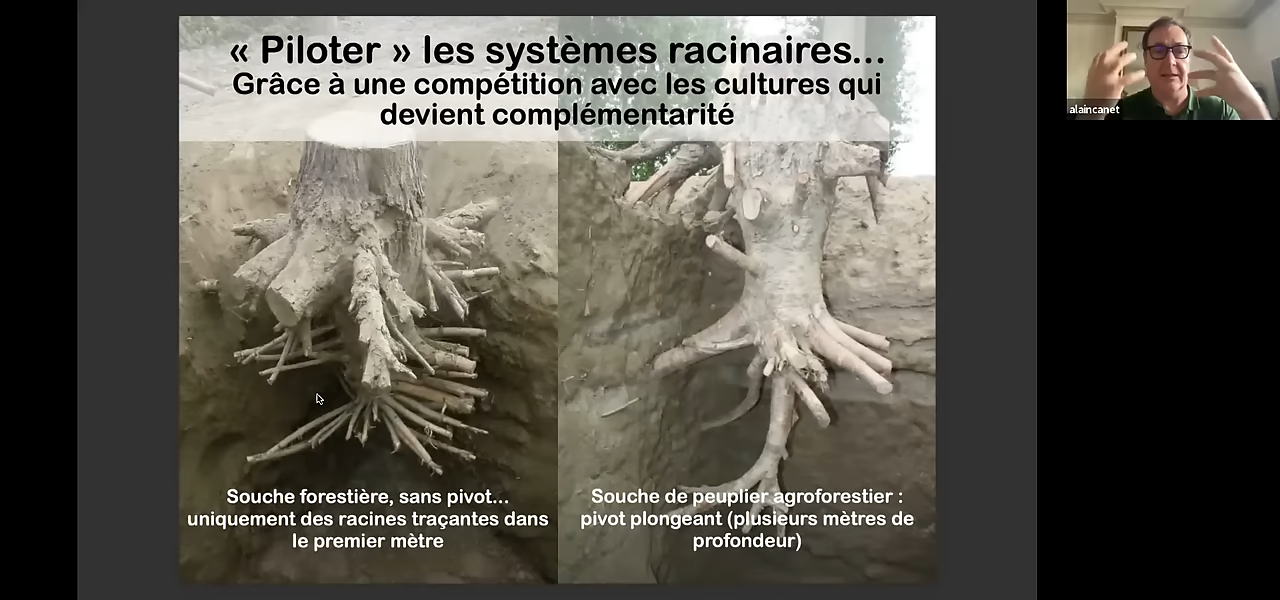 « Piloter » les systèmes racinaires...
Grâce à une compétition avec les cultures qui
devient complémentarité
alaincanet
Souche forestière, sans pivot...
uniquement des racines traçantes dans
le premier mètre
Souche de peuplier agroforestier :
pivot plongeant (plusieurs mètres de
profondeur)